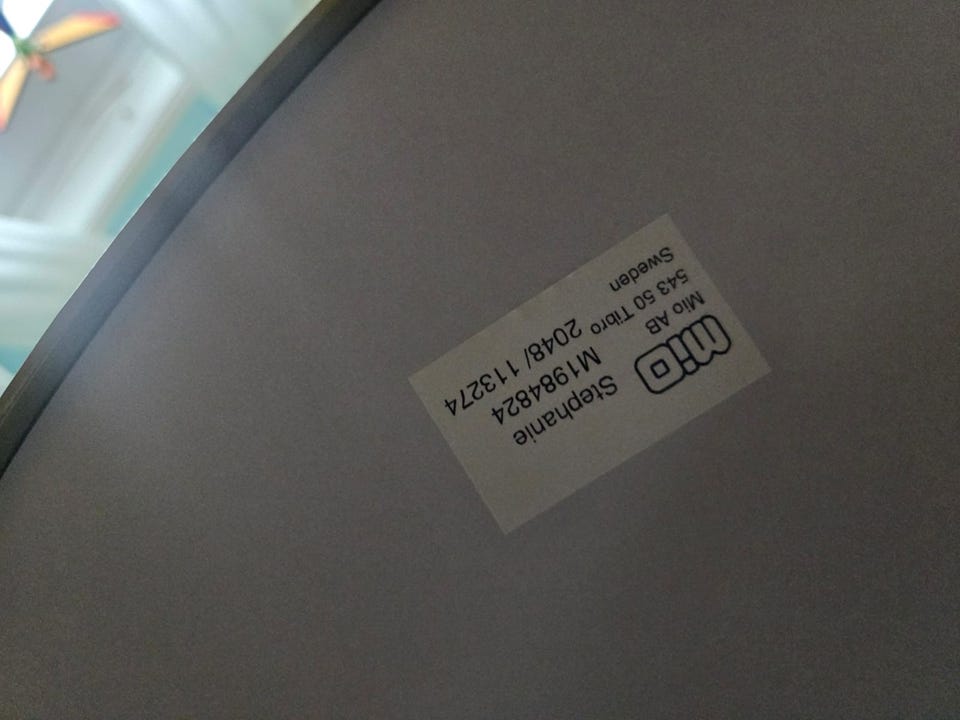 mio
Mio AB
543 50 Tibro
Sweden
Stephanie
M1984824
2048/ 113274